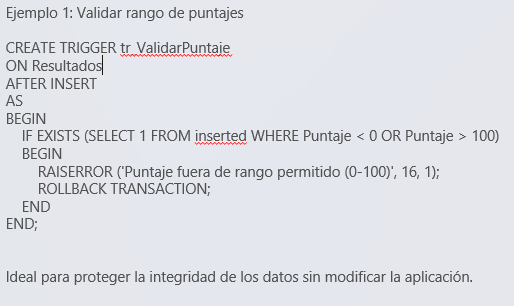 Ejemplo 1: Validar rango de puntajes
CREATE TRIGGER tr_ValidarPuntaje
ON Resultados
AFTER INSERT
AS
BEGIN
IF EXISTS (SELECT 1 FROM inserted WHERE Puntaje < 0 OR Puntaje > 100)
BEGIN
RAISERROR ('Puntaje fuera de rango permitido (0-100)', 16, 1);
ROLLBACK TRANSACTION;
END
END;
Ideal para proteger la integridad de los datos sin modificar la aplicación.